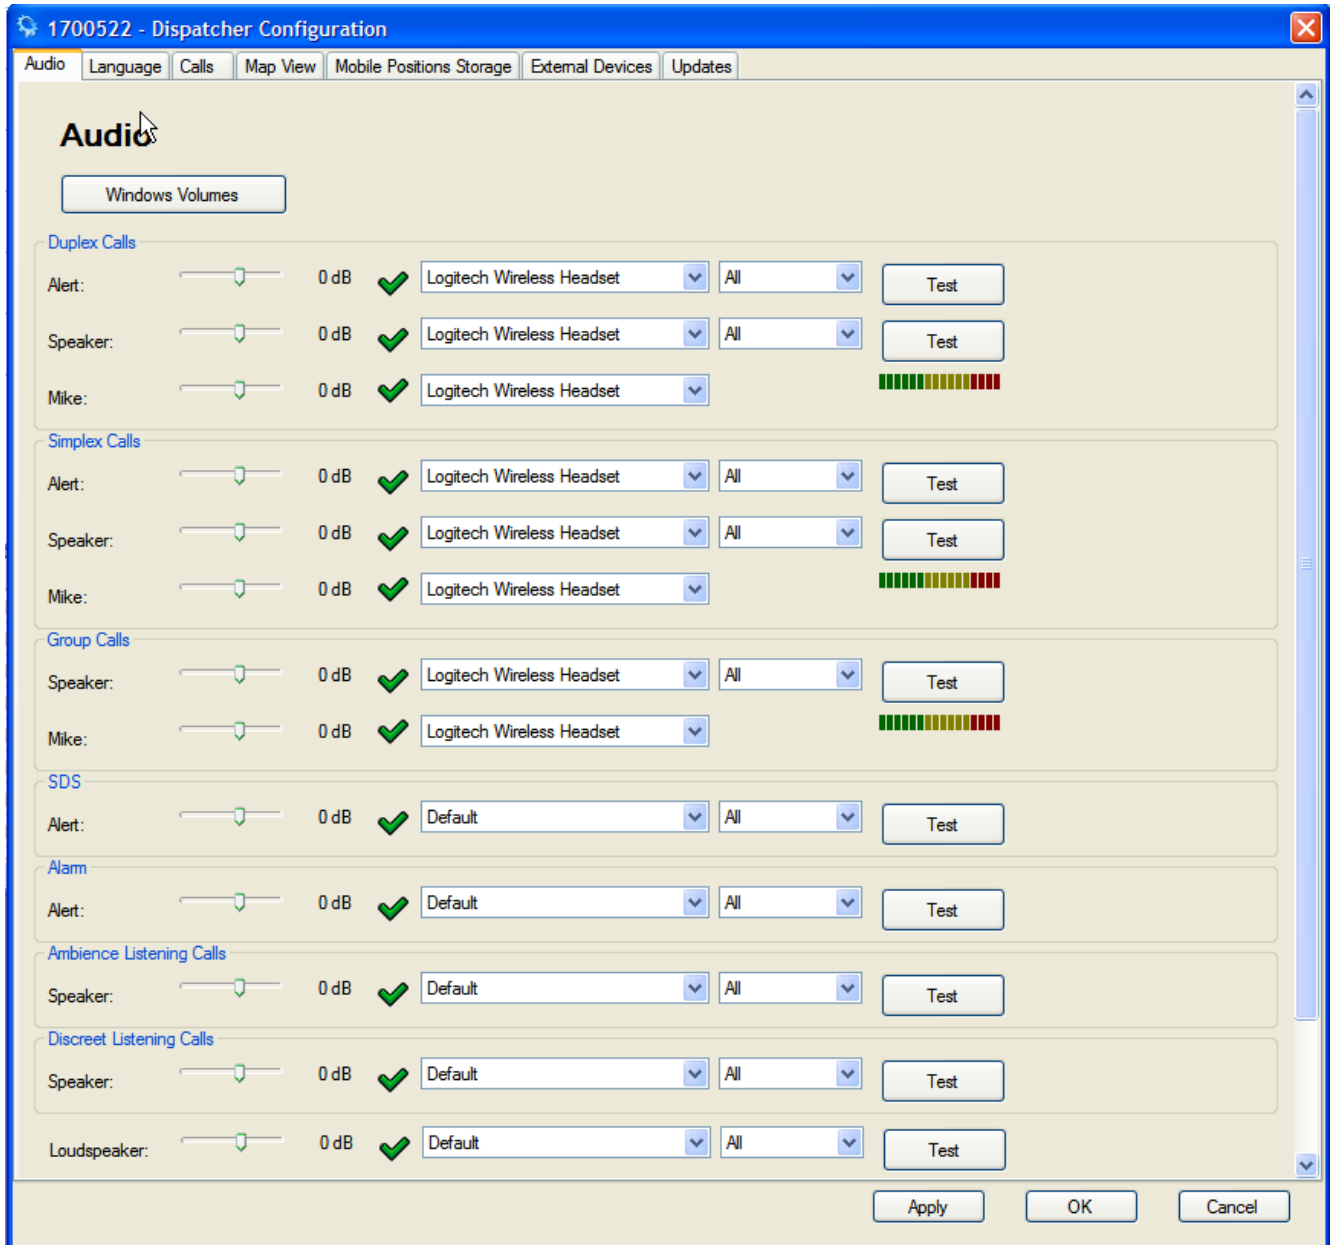 1700522 - Dispatcher Configuration
Audio Language Calls Map View Mobile Positions Storage External Devices Updates
Audio
Windows Volumes
Duplex Calls
Alert: 0 dB Logitech Wireless Headset All Test
Speaker: 0 dB Logitech Wireless Headset All Test
Mike: 0 dB Logitech Wireless Headset
Simplex Calls
Alert: 0 dB Logitech Wireless Headset All Test
Speaker: 0 dB Logitech Wireless Headset All Test
Mike: 0 dB Logitech Wireless Headset
Group Calls
Speaker: 0 dB Logitech Wireless Headset All Test
Mike: 0 dB Logitech Wireless Headset
SDS
Alert: 0 dB Default All Test
Alarm
Alert: 0 dB Default All Test
Ambience Listening Calls
Speaker: 0 dB Default All Test
Discreet Listening Calls
Speaker: 0 dB Default All Test
Loudspeaker: 0 dB Default All Test
Apply OK Cancel